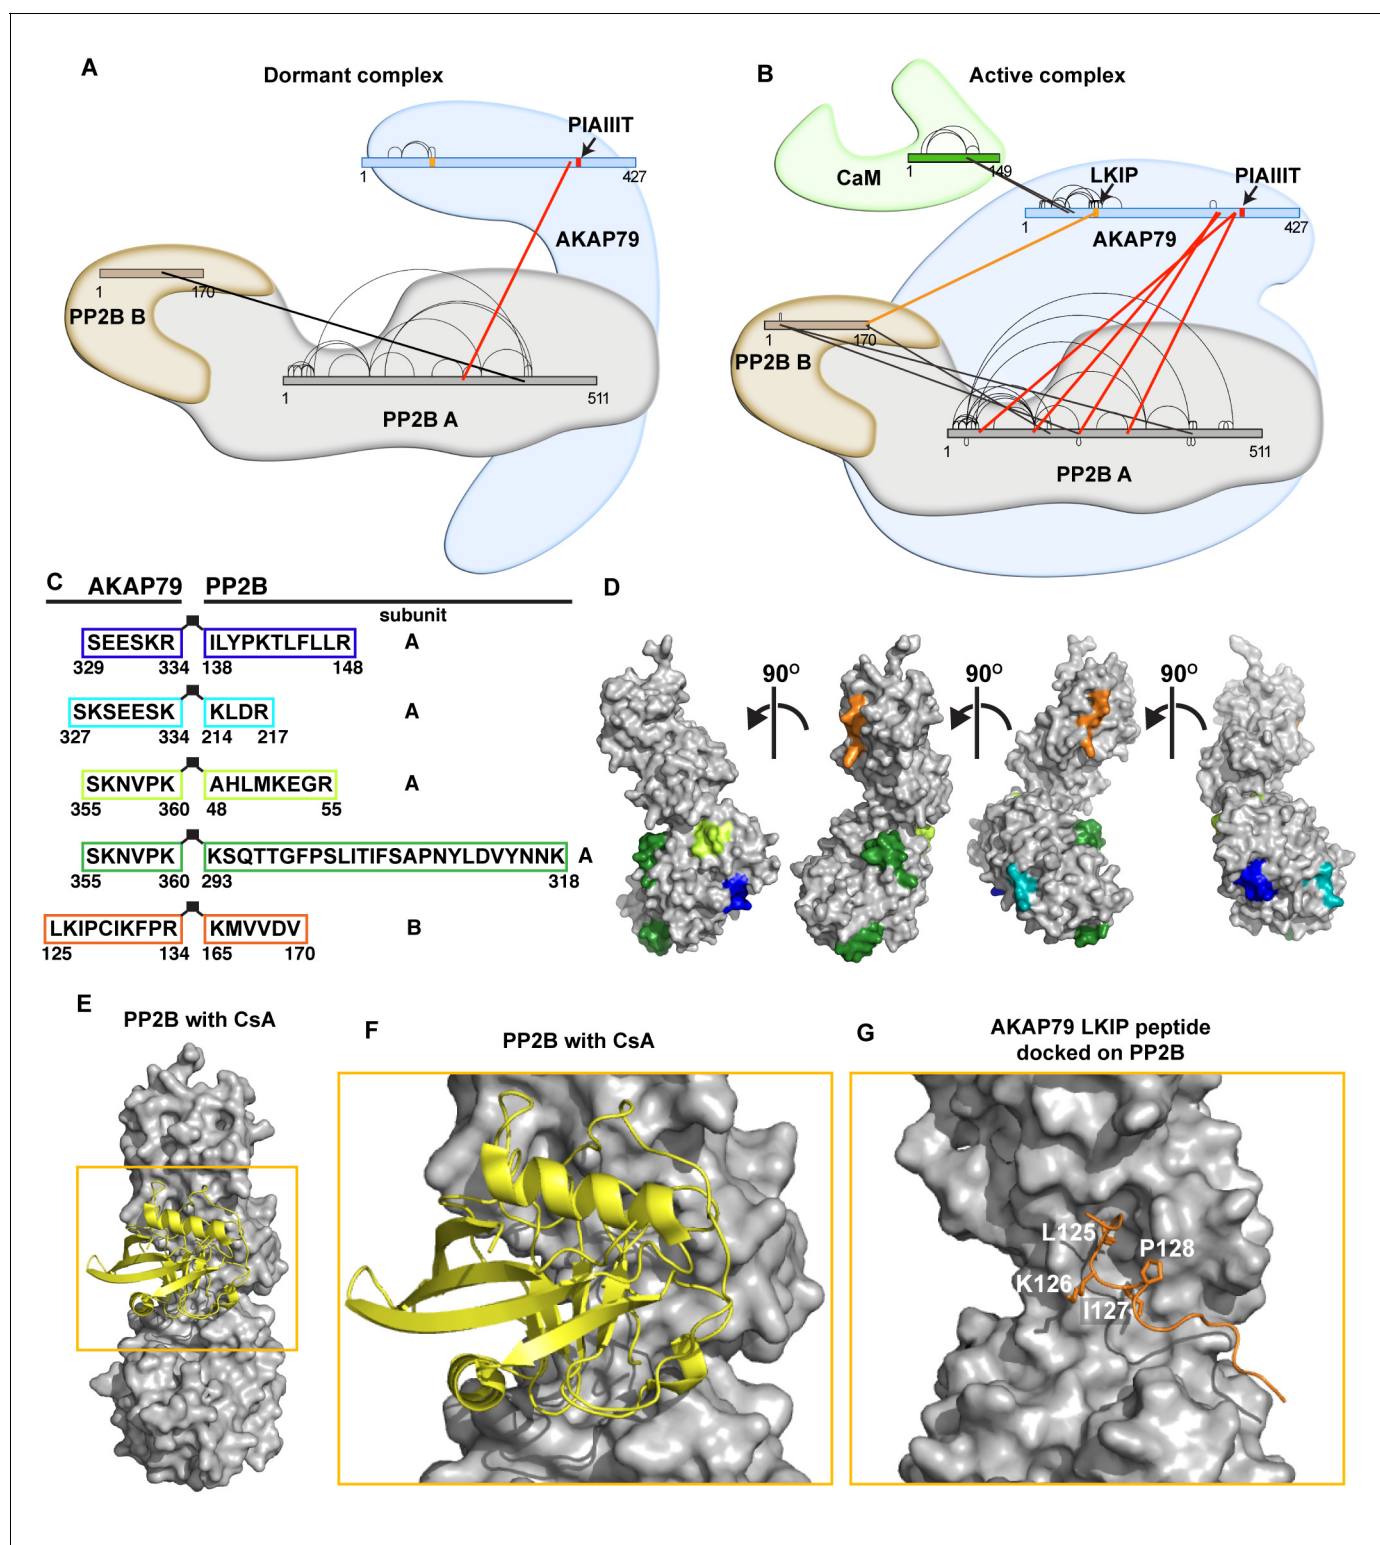 A
Dormant complex
PIAIIIT
1
427
AKAP79
1
170
PP2B B
1
511
PP2B A
B
Active complex
CaM
1
149
LKIP
PIAIIIT
1
427
AKAP79
1
170
PP2B B
1
511
PP2B A
C
AKAP79 PP2B
subunit
SEESKR ILYPKTLFLLR A
329 334 138 148
SKSEESK KLDR A
327 334 214 217
SKNVPK AHLMKEGR A
355 360 48 55
SKNVPK KSQTTGFPSLITIFSAPNYLDVYNNK A
355 360 293 318
LKIPCIKFPR KMVVDV B
125 134 165 170
D
90O 90O 90O
E
PP2B with CsA
F
PP2B with CsA
G
AKAP79 LKIP peptide
docked on PP2B
L125
P128
K126
I127